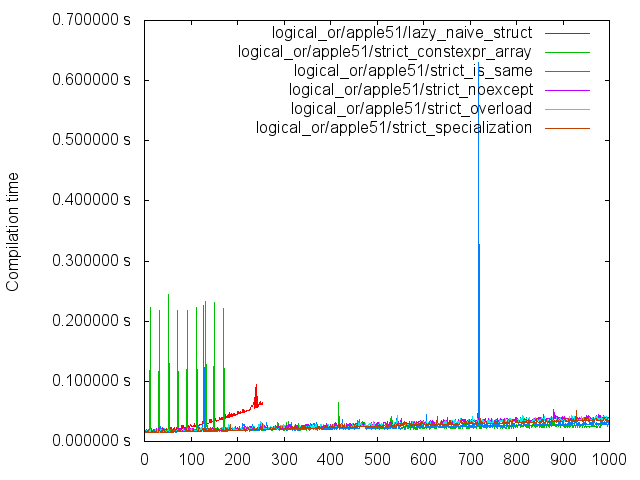 0.700000 s
0.600000 s
0.500000 s
0.400000 s
0.300000 s
0.200000 s
0.100000 s
0.000000 s
Compilation time
logical_or/apple51/lazy_naive_struct
logical_or/apple51/strict_constexpr_array
logical_or/apple51/strict_is_same
logical_or/apple51/strict_noexcept
logical_or/apple51/strict_overload
logical_or/apple51/strict_specialization
0 100 200 300 400 500 600 700 800 900 1000